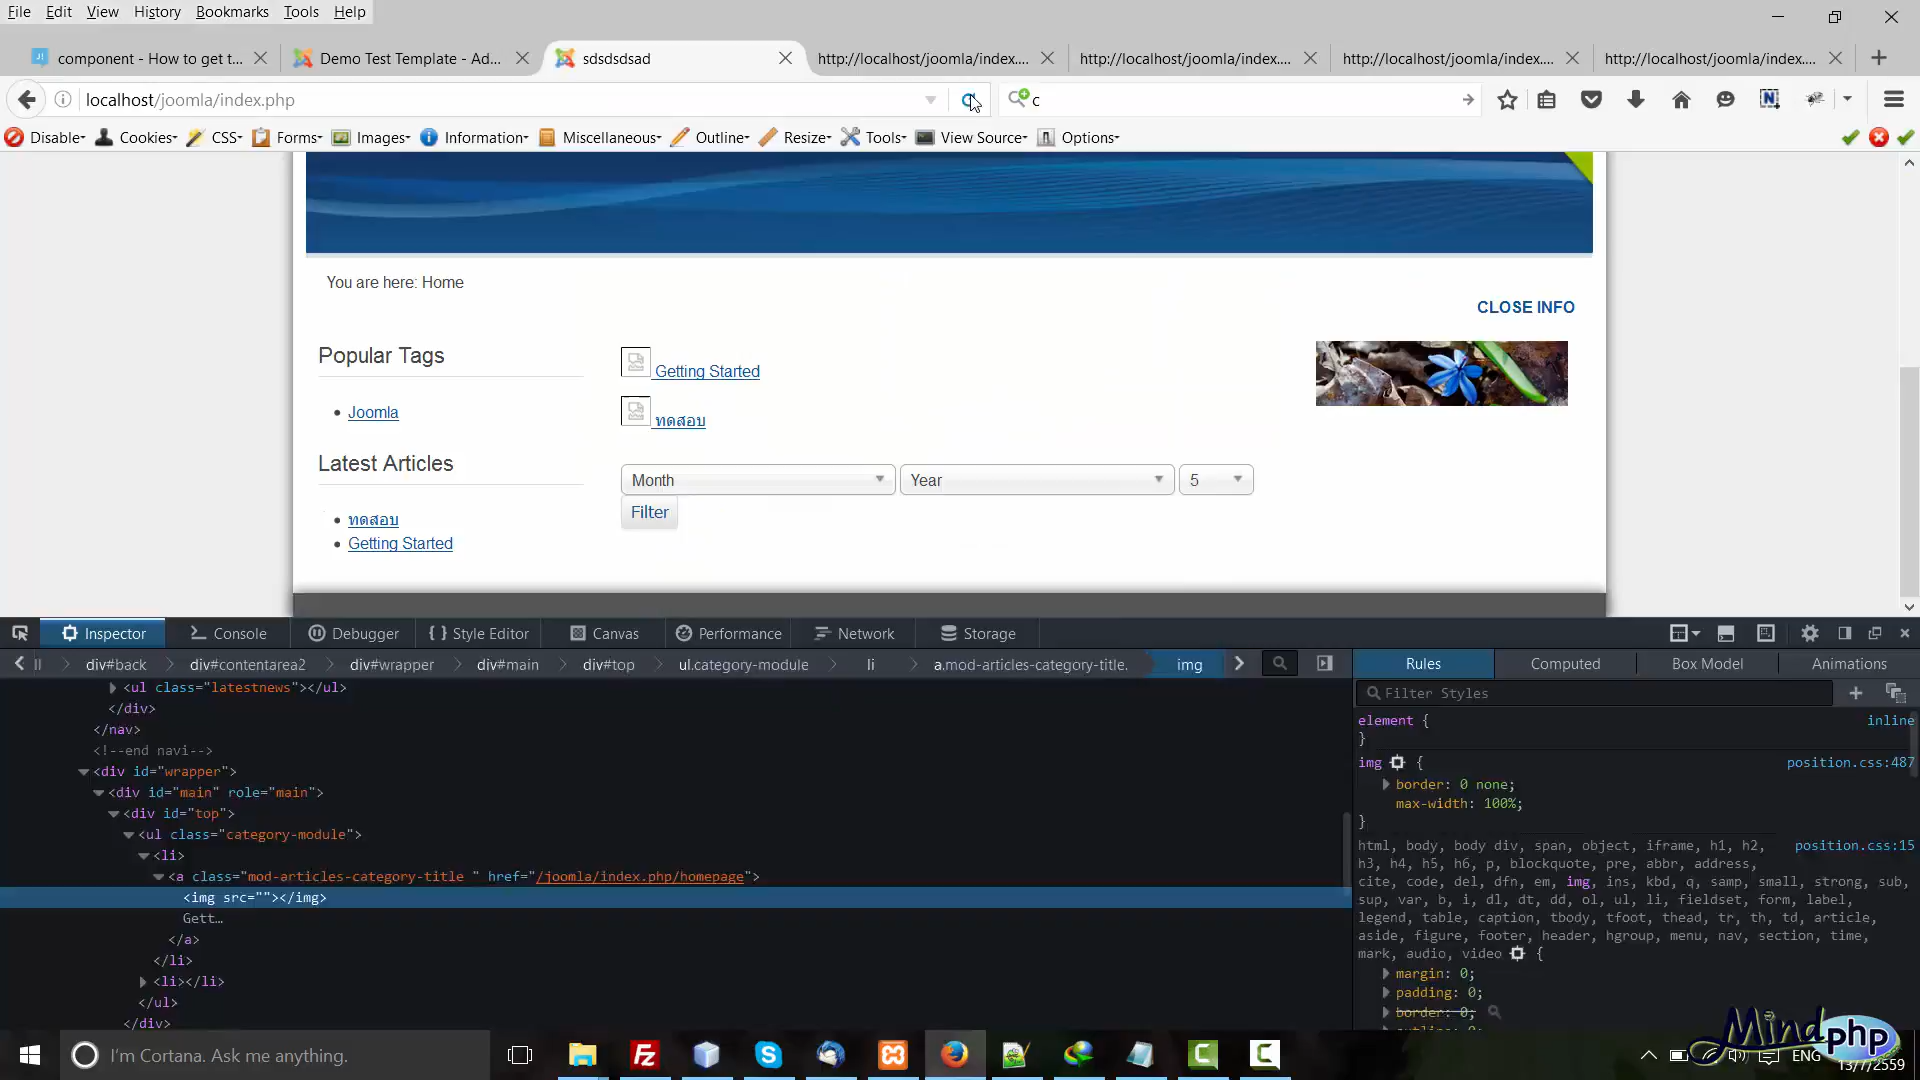 File Edit View History Bookmarks Tools Help
component - How to get t...
Demo Test Template - Ad...
sdsdsdsad
http://localhost/joomla/index....
http://localhost/joomla/index....
http://localhost/joomla/index....
http://localhost/joomla/index....
localhost/joomla/index.php
c
Disable Cookies CSS Forms Images Information Miscellaneous Outline Resize Tools View Source Options
You are here: Home
CLOSE INFO
Popular Tags
Joomla
Latest Articles
ทดสอบ
Getting Started
Getting Started
ทดสอบ
Month Year 5
Filter
Inspector Console Debugger { } Style Editor Canvas Performance Network Storage
div#back div#contentarea2 div#wrapper div#main div#top ul.category-module li a.mod-articles-category-title. img
<ul class="latestnews"></ul>
</div>
</nav>
<!--end navi-->
<div id="wrapper">
<div id="main" role="main">
<div id="top">
<ul class="category-module">
<li>
<a class="mod-articles-category-title " href="/joomla/index.php/homepage">
<img src=""></img>
Gett…
</a>
</li>
<li></li>
</ul>
</div>
Rules Computed Box Model Animations
Filter Styles
element { inline
}
img { position.css:487
border: 0 none;
max-width: 100%;
}
html, body, body div, span, object, iframe, h1, h2, position.css:15
h3, h4, h5, h6, p, blockquote, pre, abbr, address,
cite, code, del, dfn, em, img, ins, kbd, q, samp, small, strong, sub,
sup, var, b, i, dl, dt, dd, ol, ul, li, fieldset, form, label,
legend, table, caption, tbody, tfoot, thead, tr, th, td, article,
aside, figure, footer, header, hgroup, menu, nav, section, time,
mark, audio, video {
margin: 0;
padding: 0;
border: 0;
outline: 0;
I'm Cortana. Ask me anything.
ENG
13/7/2559
Mindphp